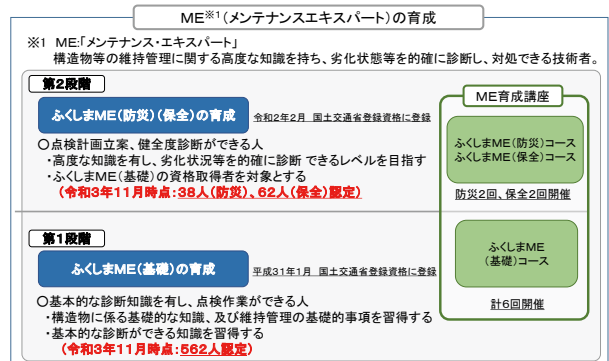 ME※1(メンテナンスエキスパート)の育成
※1 ME:「メンテナンス・エキスパート」
構造物等の維持管理に関する高度な知識を持ち、劣化状態等を的確に診断し、対処できる技術者。
第2段階
ふくしまME(防災)(保全)の育成
令和2年2月 国土交通省登録資格に登録
〇点検計画立案、健全度診断ができる人
・高度な知識を有し、劣化状況等を的確に診断 できるレベルを目指す
・ふくしまME(基礎)の資格取得者を対象とする
(令和3年11月時点:38人(防災)、62人(保全)認定)
ME育成講座
ふくしまME(防災)コース
ふくしまME(保全)コース
防災2回、保全2回開催
第1段階
ふくしまME(基礎)の育成
平成31年1月 国土交通省登録資格に登録
〇基本的な診断知識を有し、点検作業ができる人
・構造物に係る基礎的な知識、及び維持管理の基礎的事項を習得する
・基本的な診断ができる知識を習得する
(令和3年11月時点:562人認定)
ふくしまME
(基礎)コース
計6回開催